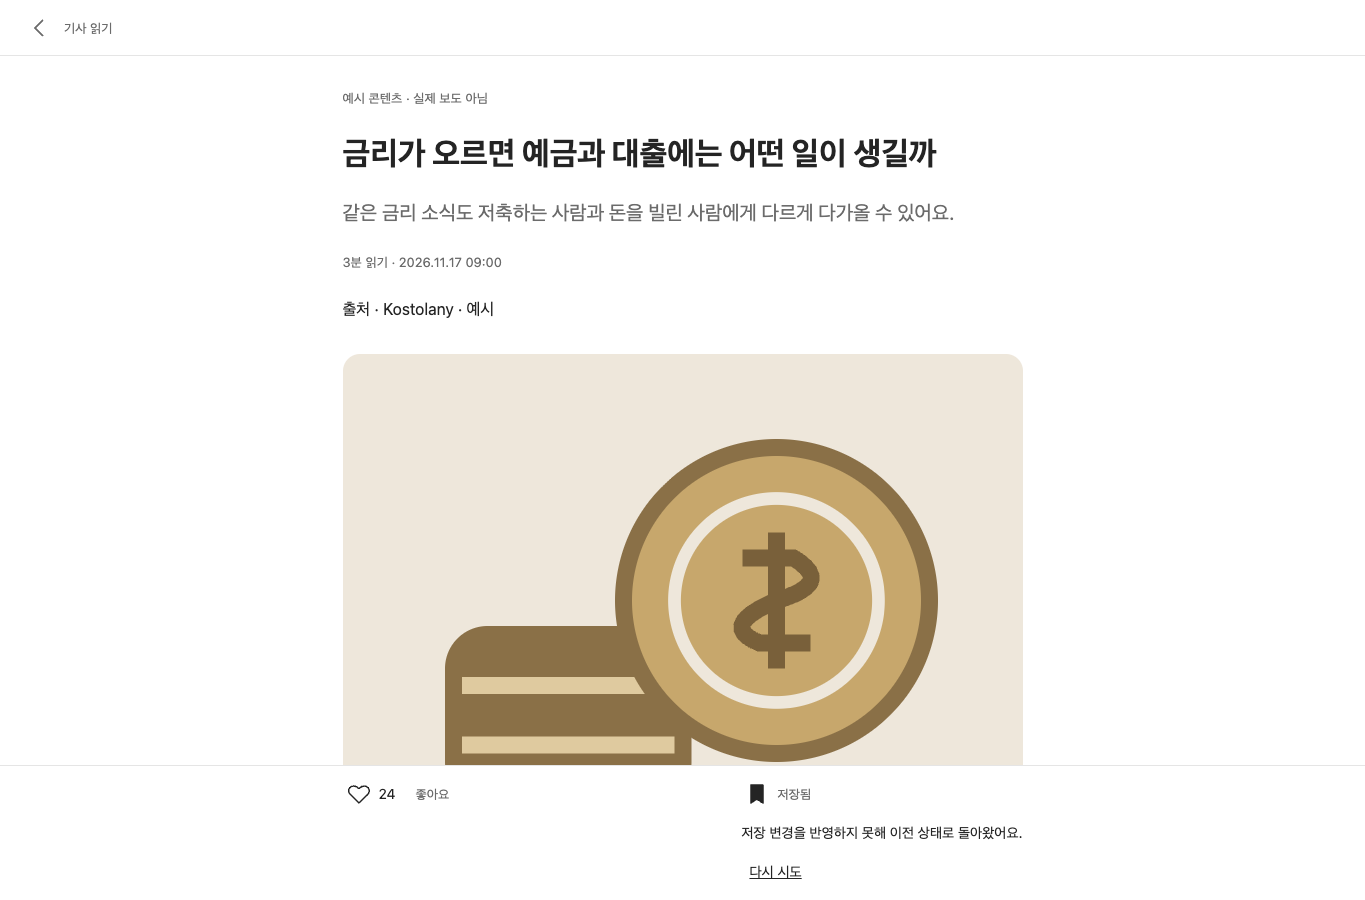 기사 읽기
예시 콘텐츠 · 실제 보도 아님
금리가 오르면 예금과 대출에는 어떤 일이 생길까
같은 금리 소식도 저축하는 사람과 돈을 빌린 사람에게 다르게 다가올 수 있어요.
3분 읽기 · 2026.11.17 09:00
출처 · Kostolany · 예시
24 좋아요
저장됨
저장 변경을 반영하지 못해 이전 상태로 돌아왔어요.
다시 시도